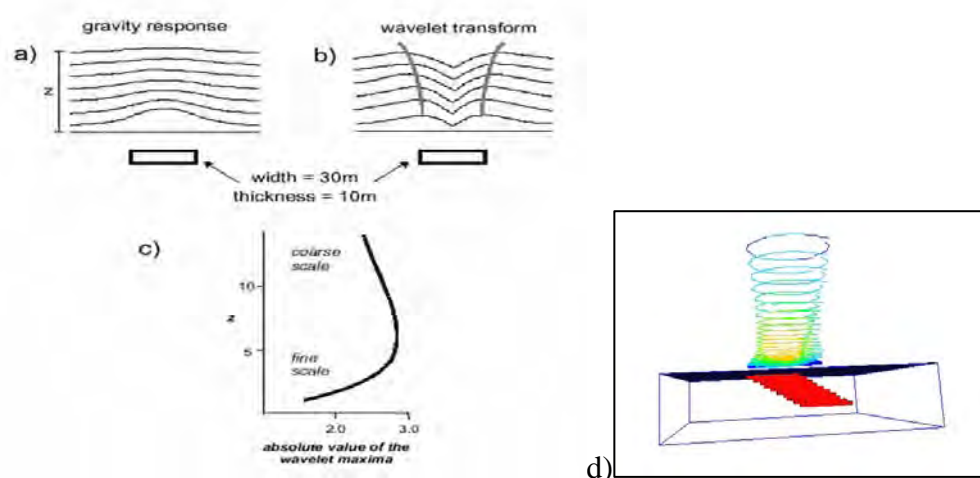 gravity response
wavelet transform
a)
b)
z
width = 30m
thickness = 10m
c)
coarse
scale
10
z
fine
scale
5
2.0
3.0
absolute value of the
wavelet maxima
d)